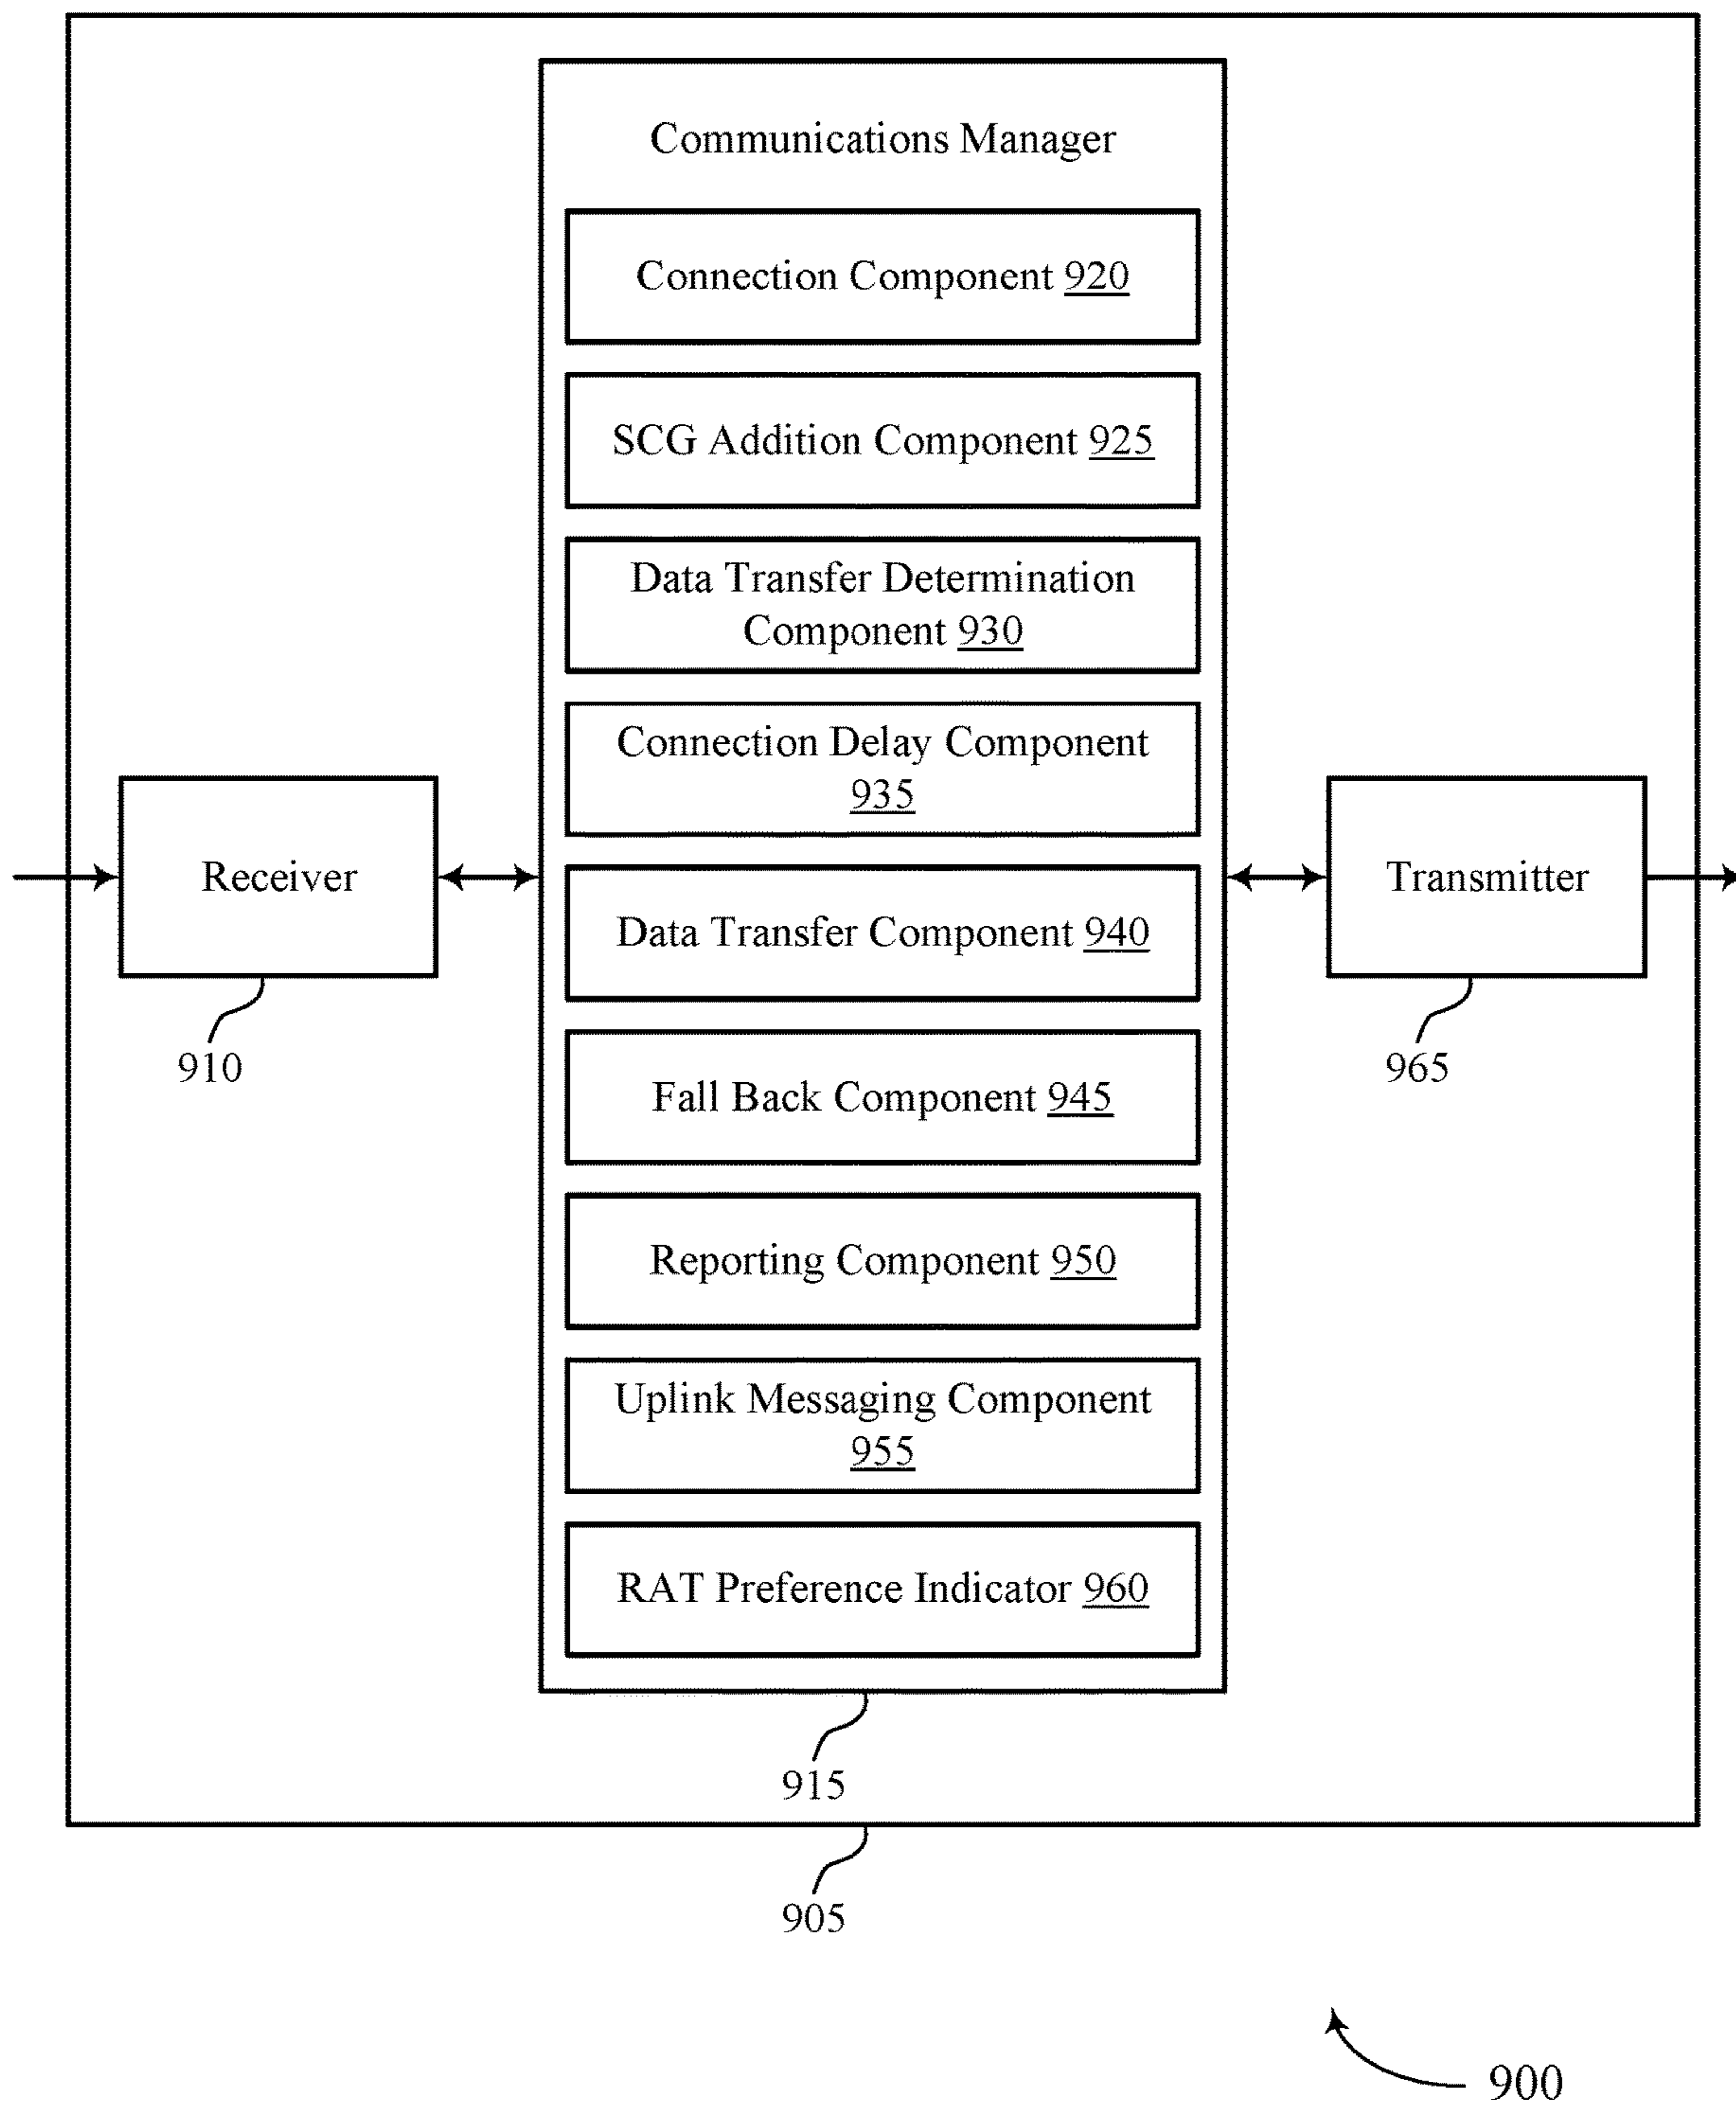 Communications Manager
Connection Component 920
SCG Addition Component 925
Data Transfer Determination
Component 930
Connection Delay Component
935
Receiver
Transmitter
Data Transfer Component 940
910
965
Fall Back Component 945
Reporting Component 950
Uplink Messaging Component
955
RAT Preference Indicator 960
915
905
900